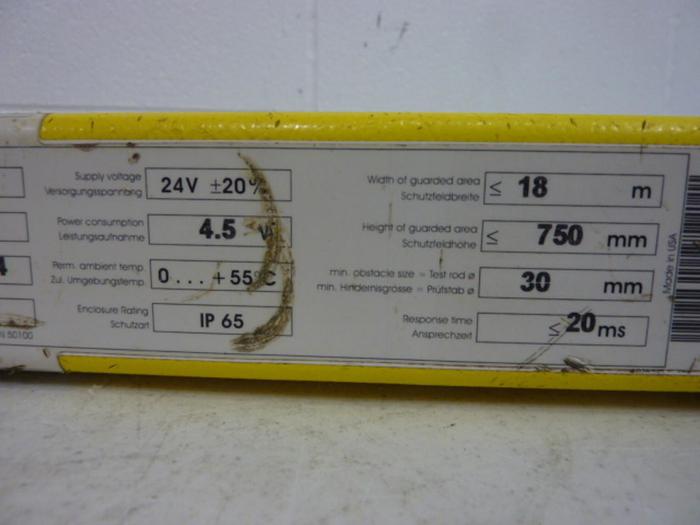 Supply voltage
Versorgungsspannung
24V ±20%
Power consumption
Leistungsaufnahme
4.5 W
Perm. ambient temp
Zul. Umgebungstemp
0... +55°C
Enclosure Rating
Schutzart
IP 65
4
50100
Width of guarded area
Schutzfeldbreite
≤ 18 m
Height of guarded area
Schutzfeldhöhe
≤ 750 mm
min. obstacle size = Test rod ø
min. Hindernisgrösse = Prüfstab ø
30 mm
Response time
Ansprechzeit
≤ 20 ms
Made in USA